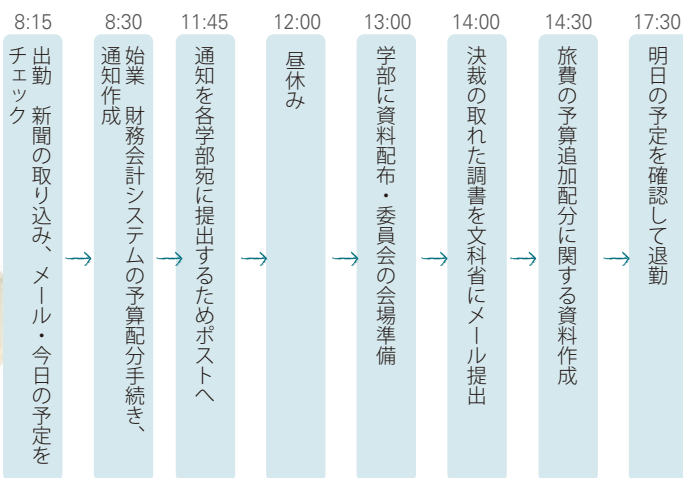 8:15
出勤　新聞の取り込み、メール・今日の予定を
チェック
8:30
始業　財務会計システムの予算配分手続き、
通知作成
11:45
通知を各学部宛に提出するためポストへ
12:00
昼休み
13:00
学部に資料配布・委員会の会場準備
14:00
決裁の取れた調書を文科省にメール提出
14:30
旅費の予算追加配分に関する資料作成
17:30
明日の予定を確認して退勤